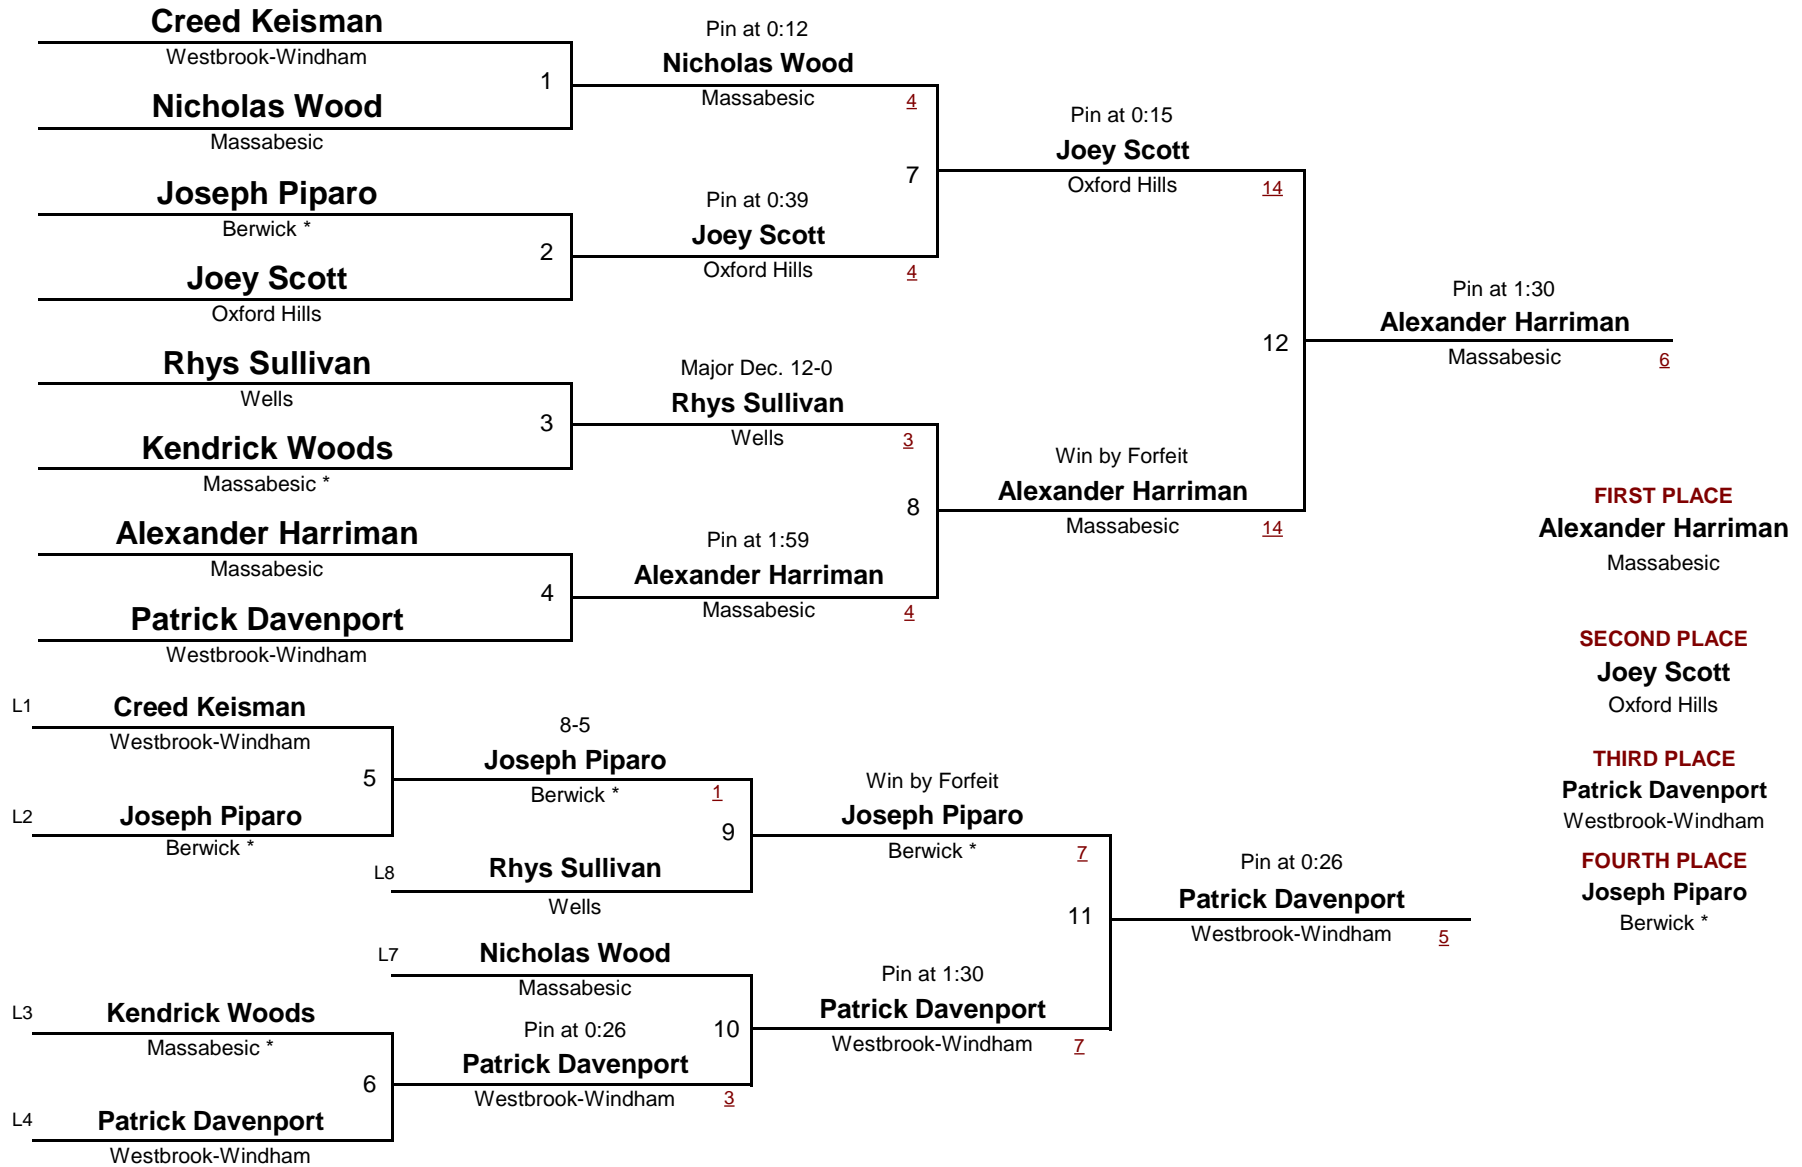 Creed Keisman
Westbrook-Windham
1
Nicholas Wood
Massabesic
Joseph Piparo
Berwick *
2
Joey Scott
Oxford Hills
Rhys Sullivan
Wells
3
Kendrick Woods
Massabesic *
Alexander Harriman
Massabesic
4
Patrick Davenport
Westbrook-Windham
Pin at 0:12
Nicholas Wood
Massabesic 4
7
Pin at 0:39
Joey Scott
Oxford Hills 4
Major Dec. 12-0
Rhys Sullivan
Wells 3
8
Pin at 1:59
Alexander Harriman
Massabesic 4
Pin at 0:15
Joey Scott
Oxford Hills 14
12
Win by Forfeit
Alexander Harriman
Massabesic 14
Pin at 1:30
Alexander Harriman
Massabesic 6
FIRST PLACE
Alexander Harriman
Massabesic
SECOND PLACE
Joey Scott
Oxford Hills
THIRD PLACE
Patrick Davenport
Westbrook-Windham
FOURTH PLACE
Joseph Piparo
Berwick *
L1 Creed Keisman
Westbrook-Windham
5
L2 Joseph Piparo
Berwick *
L3 Kendrick Woods
Massabesic *
6
L4 Patrick Davenport
Westbrook-Windham
8-5
Joseph Piparo
Berwick * 1
9
L8 Rhys Sullivan
Wells
L7 Nicholas Wood
Massabesic
10
Pin at 0:26
Patrick Davenport
Westbrook-Windham 3
Win by Forfeit
Joseph Piparo
Berwick * 7
11
Pin at 1:30
Patrick Davenport
Westbrook-Windham 7
Pin at 0:26
Patrick Davenport
Westbrook-Windham 5